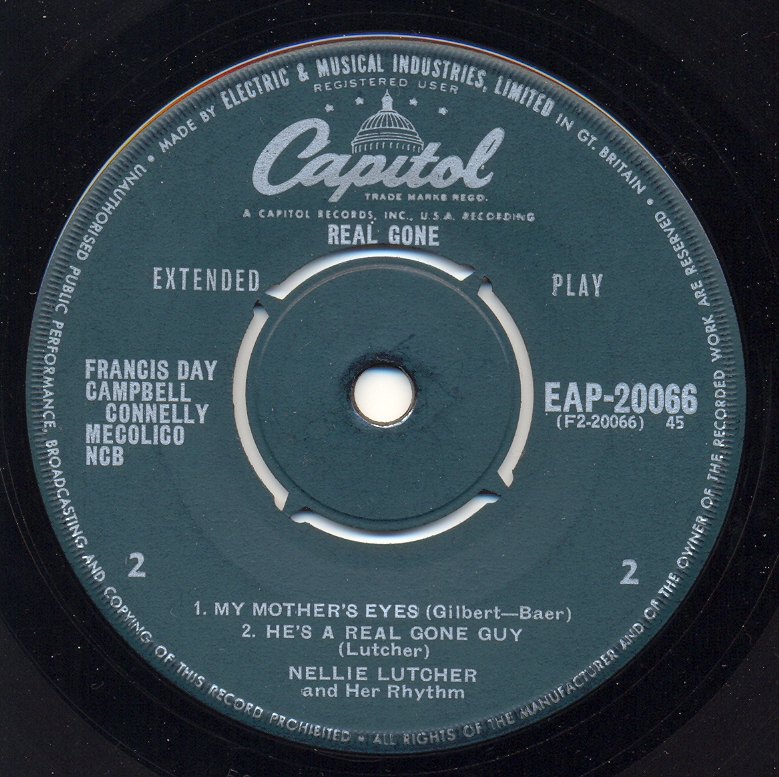 MADE BY ELECTRIC & MUSICAL INDUSTRIES, LIMITED IN GT. BRITAIN •
REGISTERED USER
Capitol
TRADE MARKS REGD.
A CAPITOL RECORDS, INC., U.S.A. RECORDING
REAL GONE
EXTENDED PLAY
FRANCIS DAY
CAMPBELL
CONNELLY
MECOLICO
NCB
EAP-20066
(F2-20066) 45
2 2
1. MY MOTHER'S EYES (Gilbert—Baer)
2. HE'S A REAL GONE GUY
(Lutcher)
NELLIE LUTCHER
and Her Rhythm
• UNAUTHORISED PUBLIC PERFORMANCE, BROADCASTING AND COPYING OF THIS RECORD PROHIBITED • ALL RIGHTS OF THE MANUFACTURER AND OF THE OWNER OF THE RECORDED WORK ARE RESERVED